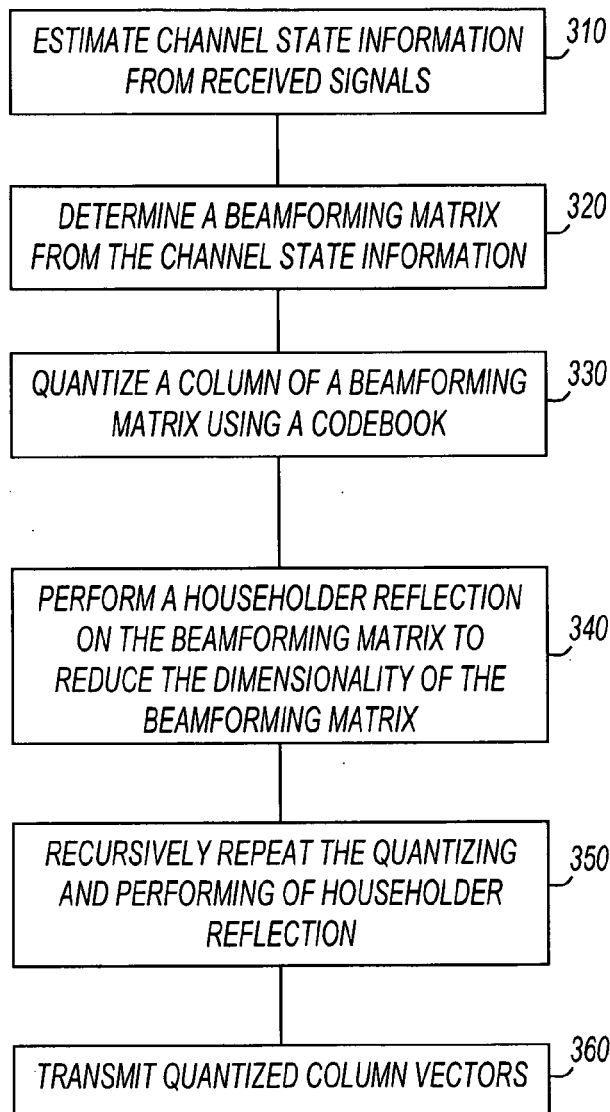 ESTIMATE CHANNEL STATE INFORMATION
FROM RECEIVED SIGNALS
310
DETERMINE A BEAMFORMING MATRIX
FROM THE CHANNEL STATE INFORMATION
320
QUANTIZE A COLUMN OF A BEAMFORMING
MATRIX USING A CODEBOOK
330
PERFORM A HOUSEHOLDER REFLECTION
ON THE BEAMFORMING MATRIX TO
REDUCE THE DIMENSIONALITY OF THE
BEAMFORMING MATRIX
340
RECURSIVELY REPEAT THE QUANTIZING
AND PERFORMING OF HOUSEHOLDER
REFLECTION
350
TRANSMIT QUANTIZED COLUMN VECTORS
360